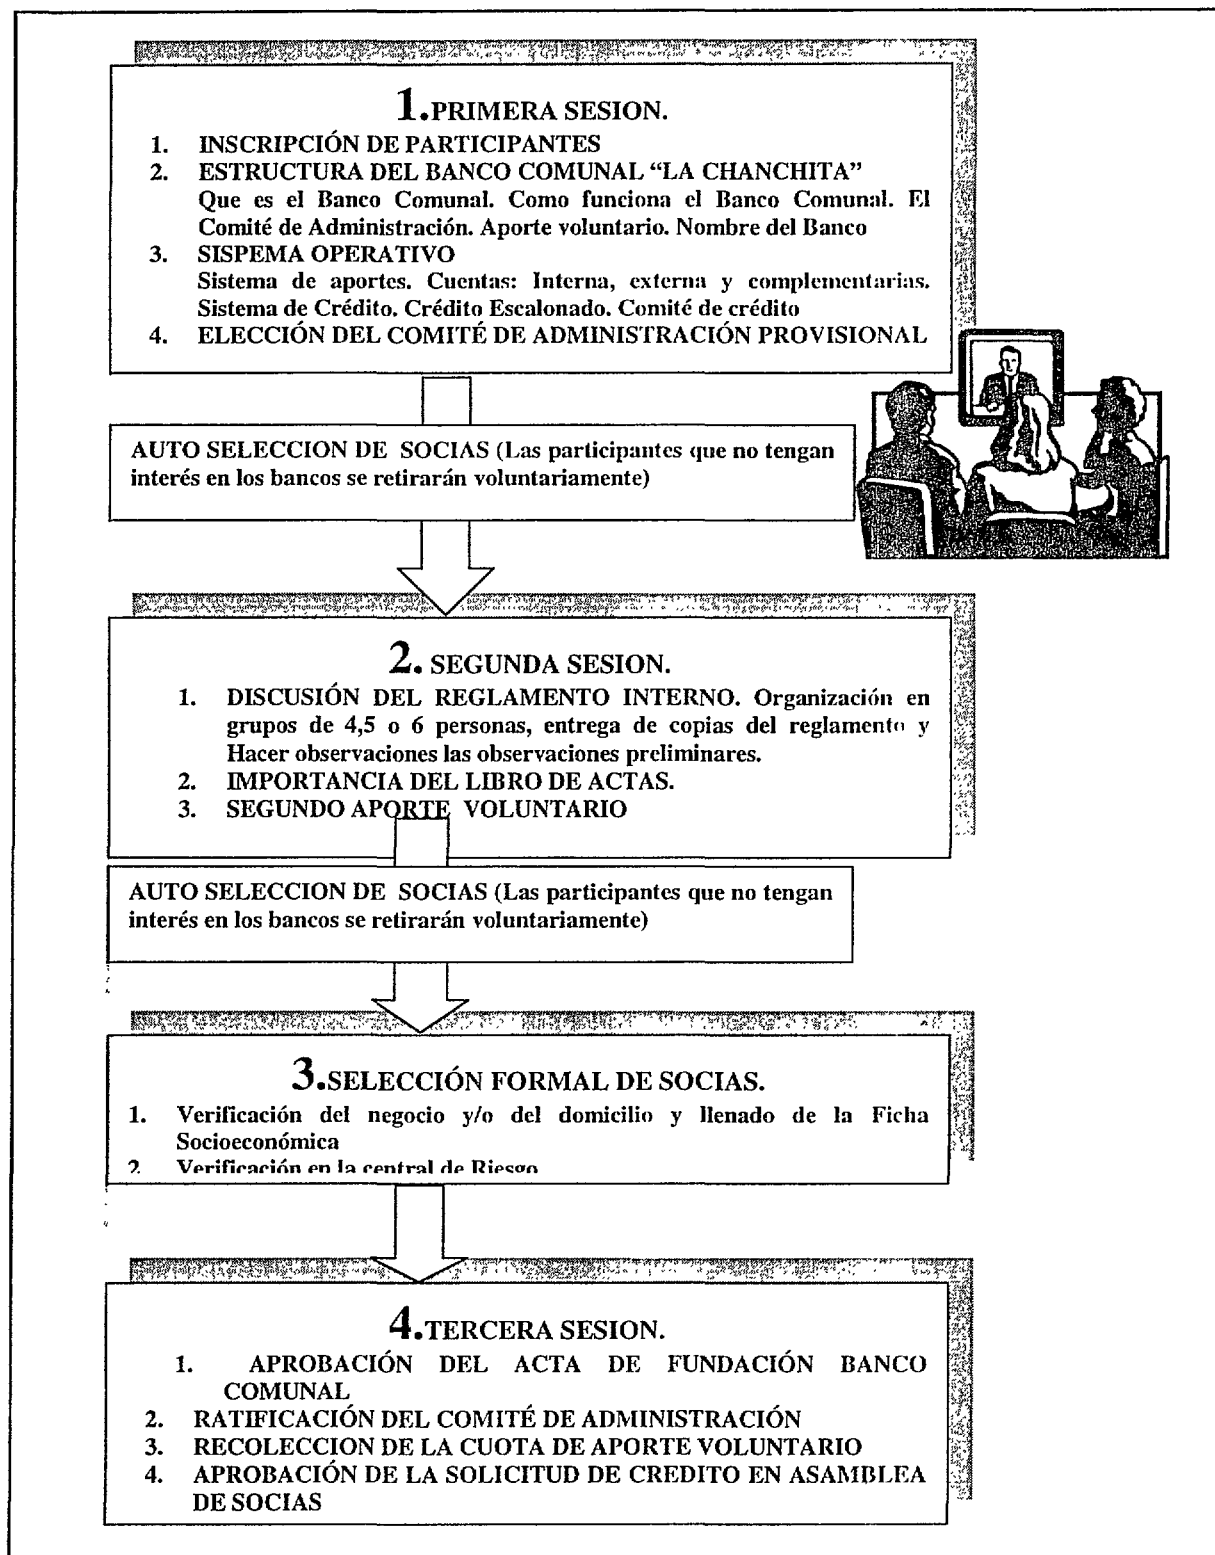 1.PRIMERA SESION.
1. INSCRIPCIÓN DE PARTICIPANTES
2. ESTRUCTURA DEL BANCO COMUNAL “LA CHANCHITA”
Que es el Banco Comunal. Como funciona el Banco Comunal. El
Comité de Administración. Aporte voluntario. Nombre del Banco
3. SISPEMA OPERATIVO
Sistema de aportes. Cuentas: Interna, externa y complementarias.
Sistema de Crédito. Crédito Escalonado. Comité de crédito
4. ELECCIÓN DEL COMITÉ DE ADMINISTRACIÓN PROVISIONAL
AUTO SELECCION DE SOCIAS (Las participantes que no tengan
interés en los bancos se retirarán voluntariamente)
2. SEGUNDA SESION.
1. DISCUSIÓN DEL REGLAMENTO INTERNO. Organización en
grupos de 4,5 o 6 personas, entrega de copias del reglamento y
Hacer observaciones las observaciones preliminares.
2. IMPORTANCIA DEL LIBRO DE ACTAS.
3. SEGUNDO APORTE VOLUNTARIO
AUTO SELECCION DE SOCIAS (Las participantes que no tengan
interés en los bancos se retirarán voluntariamente)
3.SELECCIÓN FORMAL DE SOCIAS.
1. Verificación del negocio y/o del domicilio y llenado de la Ficha
Socioeconómica
2. Verificación en la central de Riesgo
4.TERCERA SESION.
1. APROBACIÓN DEL ACTA DE FUNDACIÓN BANCO
COMUNAL
2. RATIFICACIÓN DEL COMITÉ DE ADMINISTRACIÓN
3. RECOLECCION DE LA CUOTA DE APORTE VOLUNTARIO
4. APROBACIÓN DE LA SOLICITUD DE CREDITO EN ASAMBLEA
DE SOCIAS